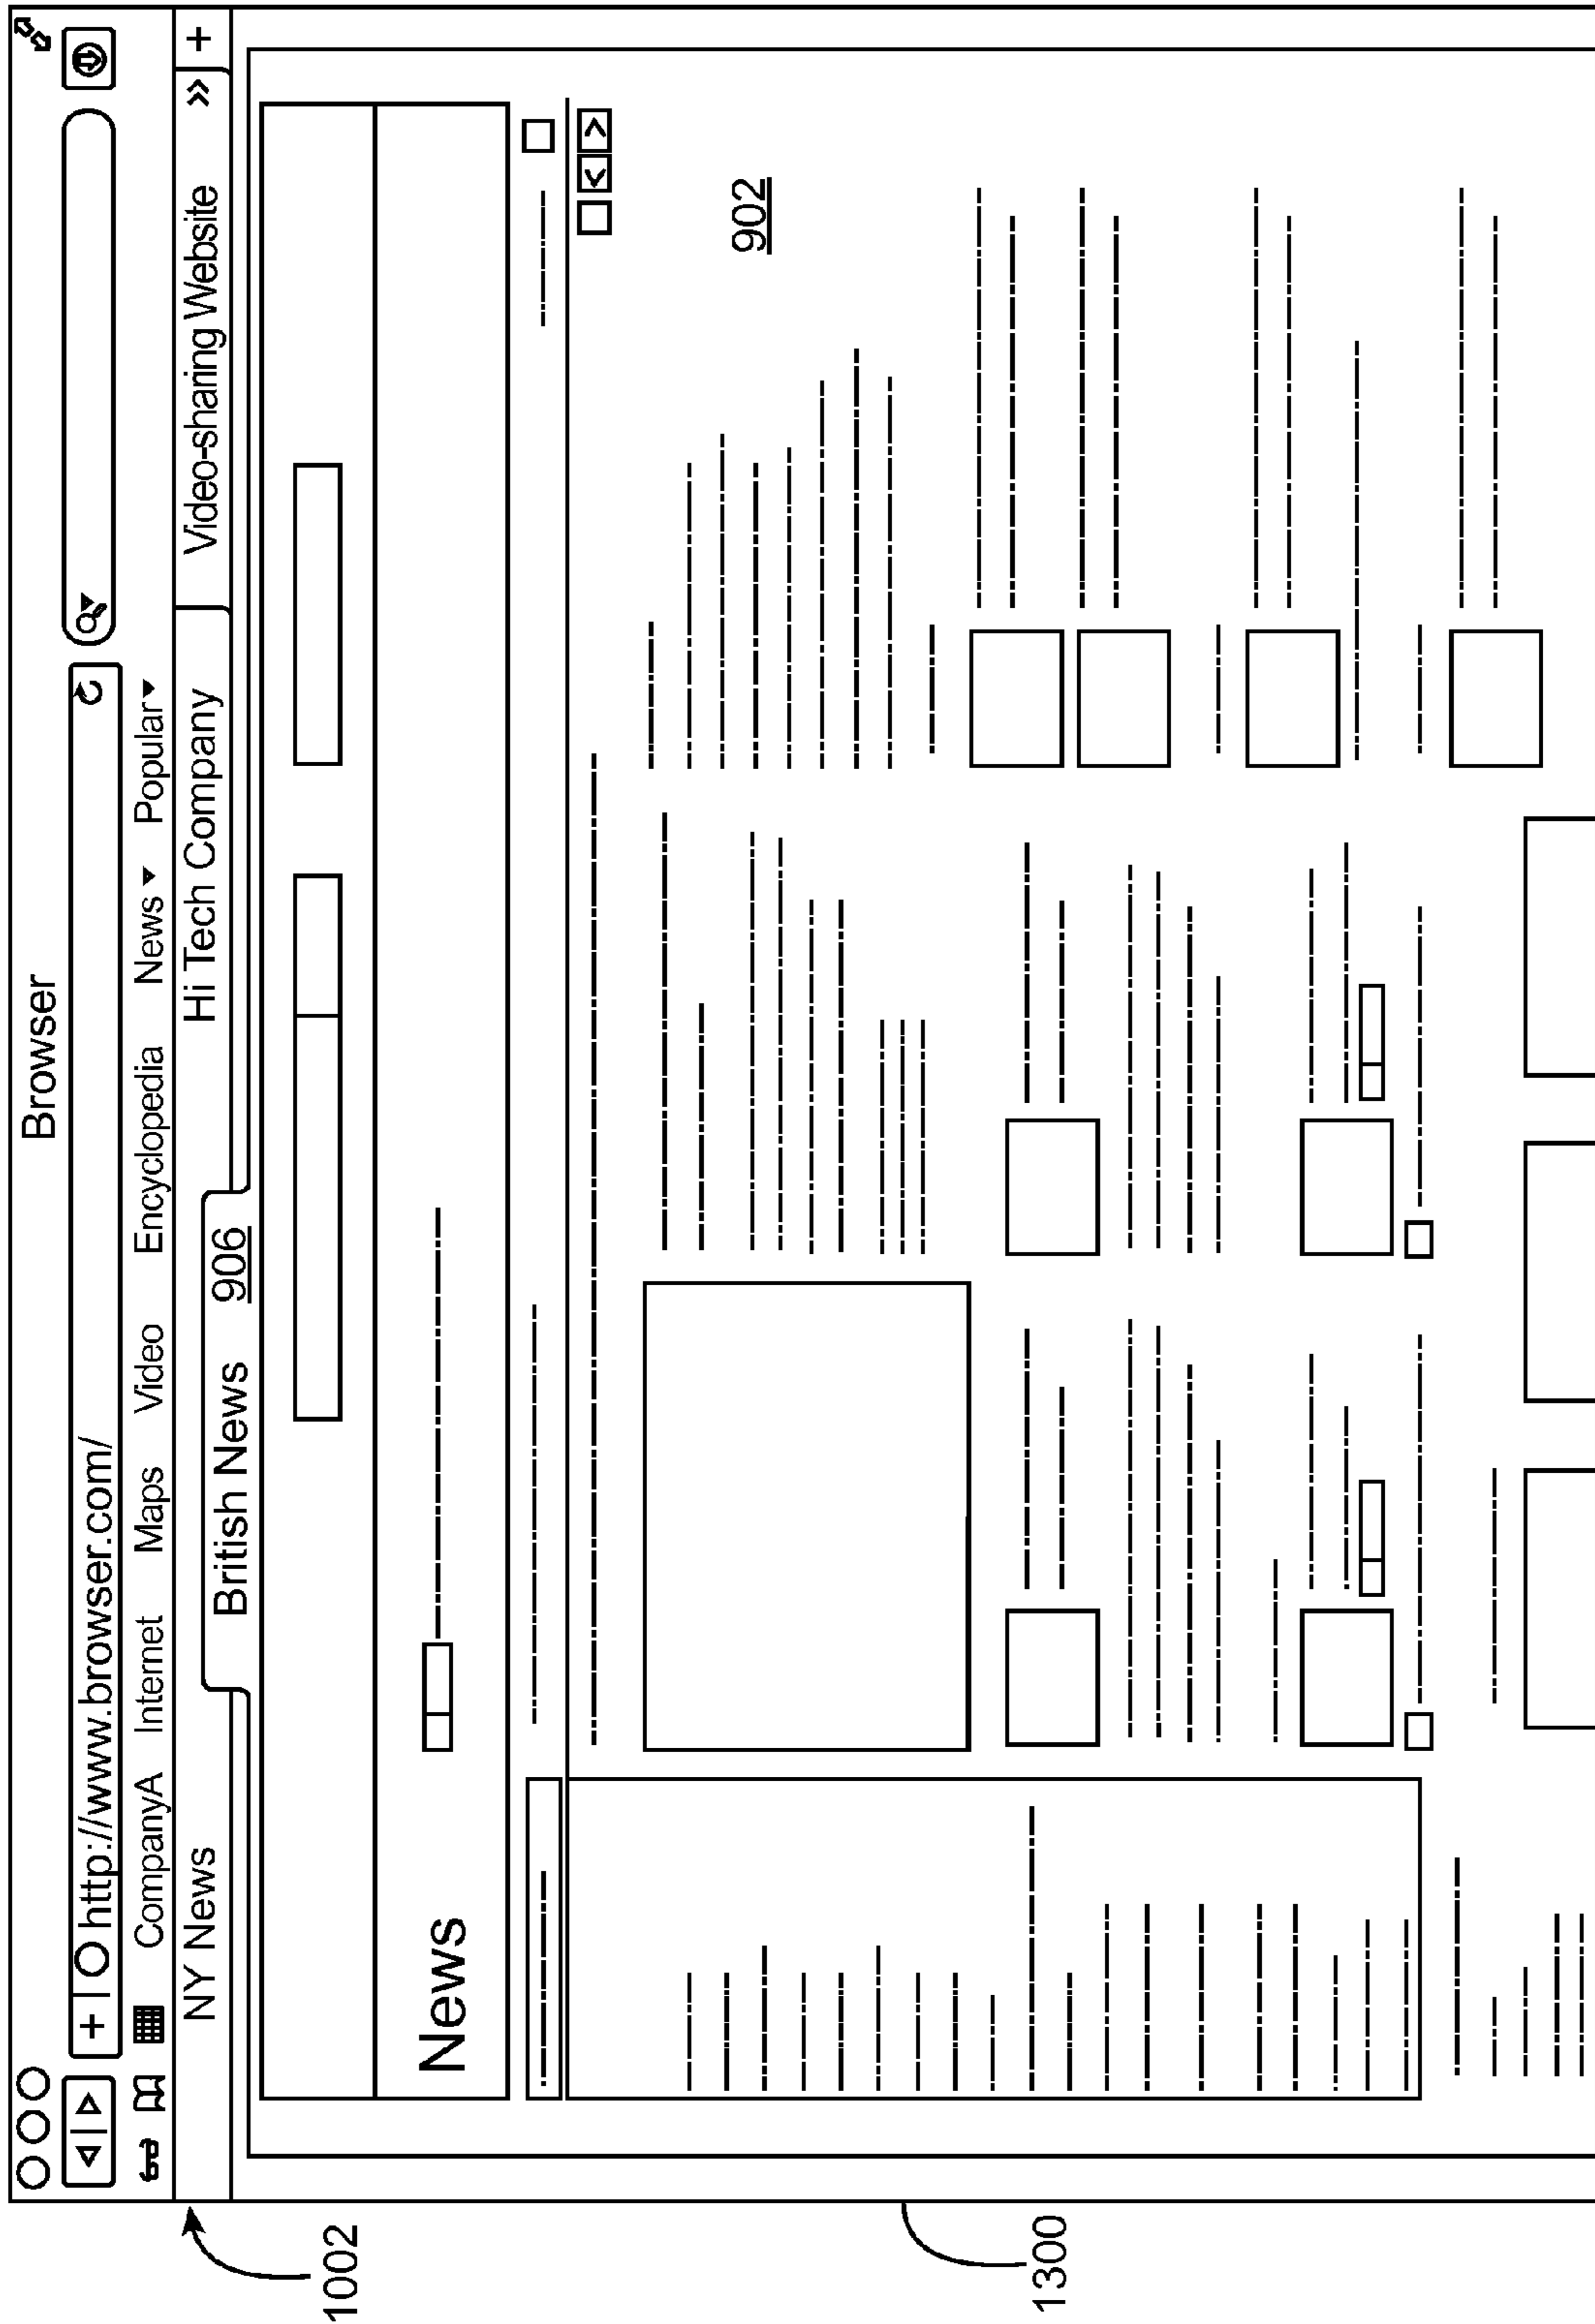 Browser
http://www.browser.com/
CompanyA Internet Maps Video Encyclopedia News Popular
NY News British News 906 Hi Tech Company Video-sharing Website
News
902
1002
1300